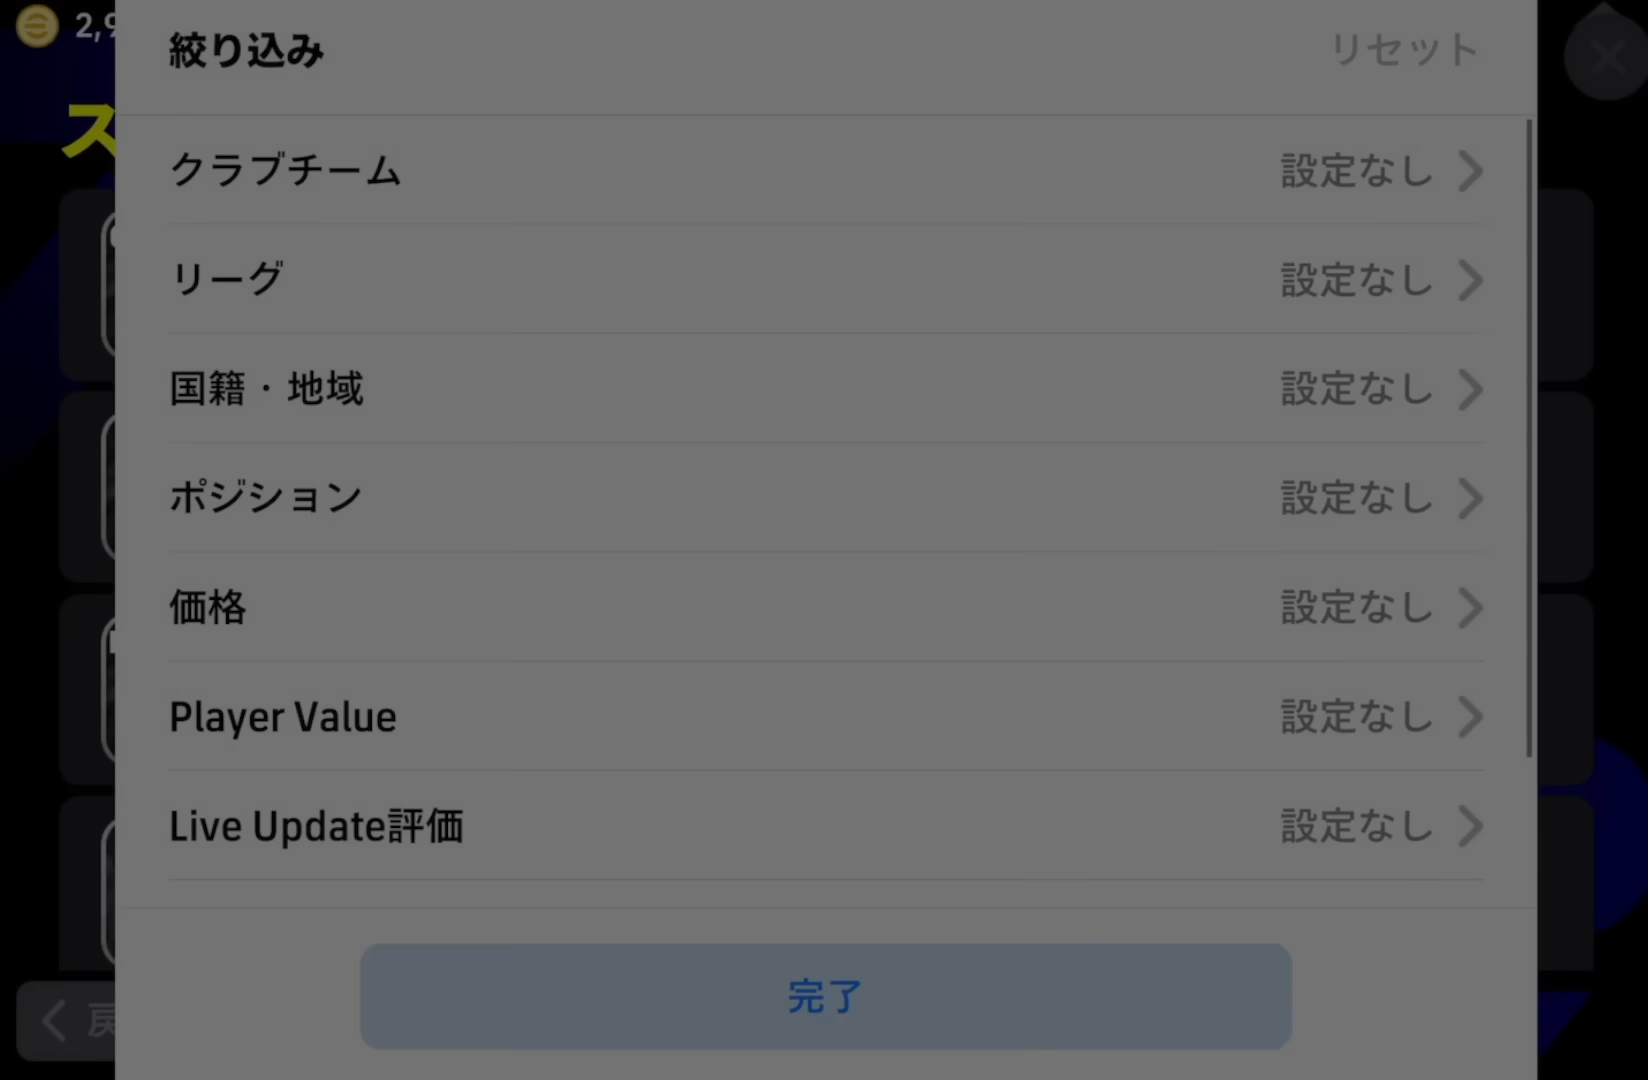 絞り込み
リセット
クラブチーム
設定なし
リーグ
設定なし
国籍・地域
設定なし
ポジション
設定なし
価格
設定なし
Player Value
設定なし
Live Update評価
設定なし
完了